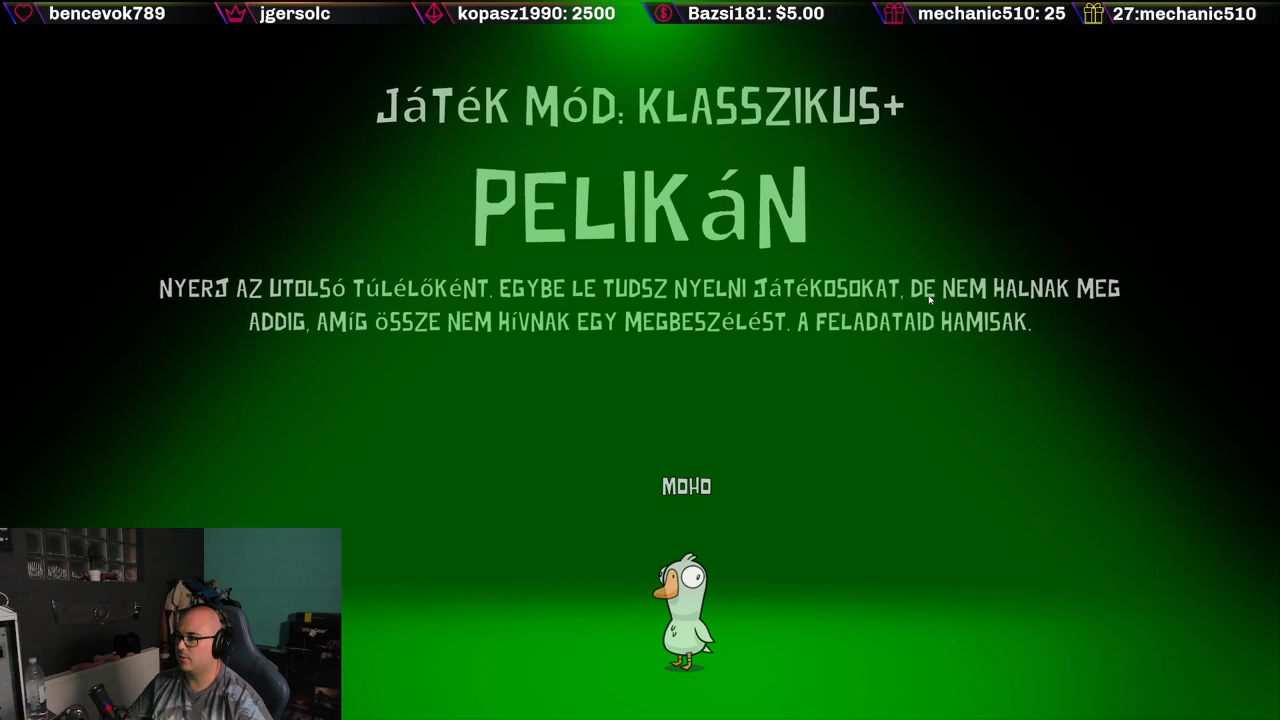 bencevok789 jgersolc kopasz1990: 2500 Bazsi181: $5.00 mechanic510: 25 27:mechanic510
JáTéK MóD: KLASSZIKUS+
PELIKáN
NYERJ AZ UTOLSó TúLéLőKéNT. EGYBE LE TUDSZ NYELNI JáTéKOSOKAT, DE NEM HALNAK MEG
ADDIG, AMíG öSSZE NEM HíVNAK EGY MEGBESZéLéST. A FELADATAID HAMISAK.
MOHO